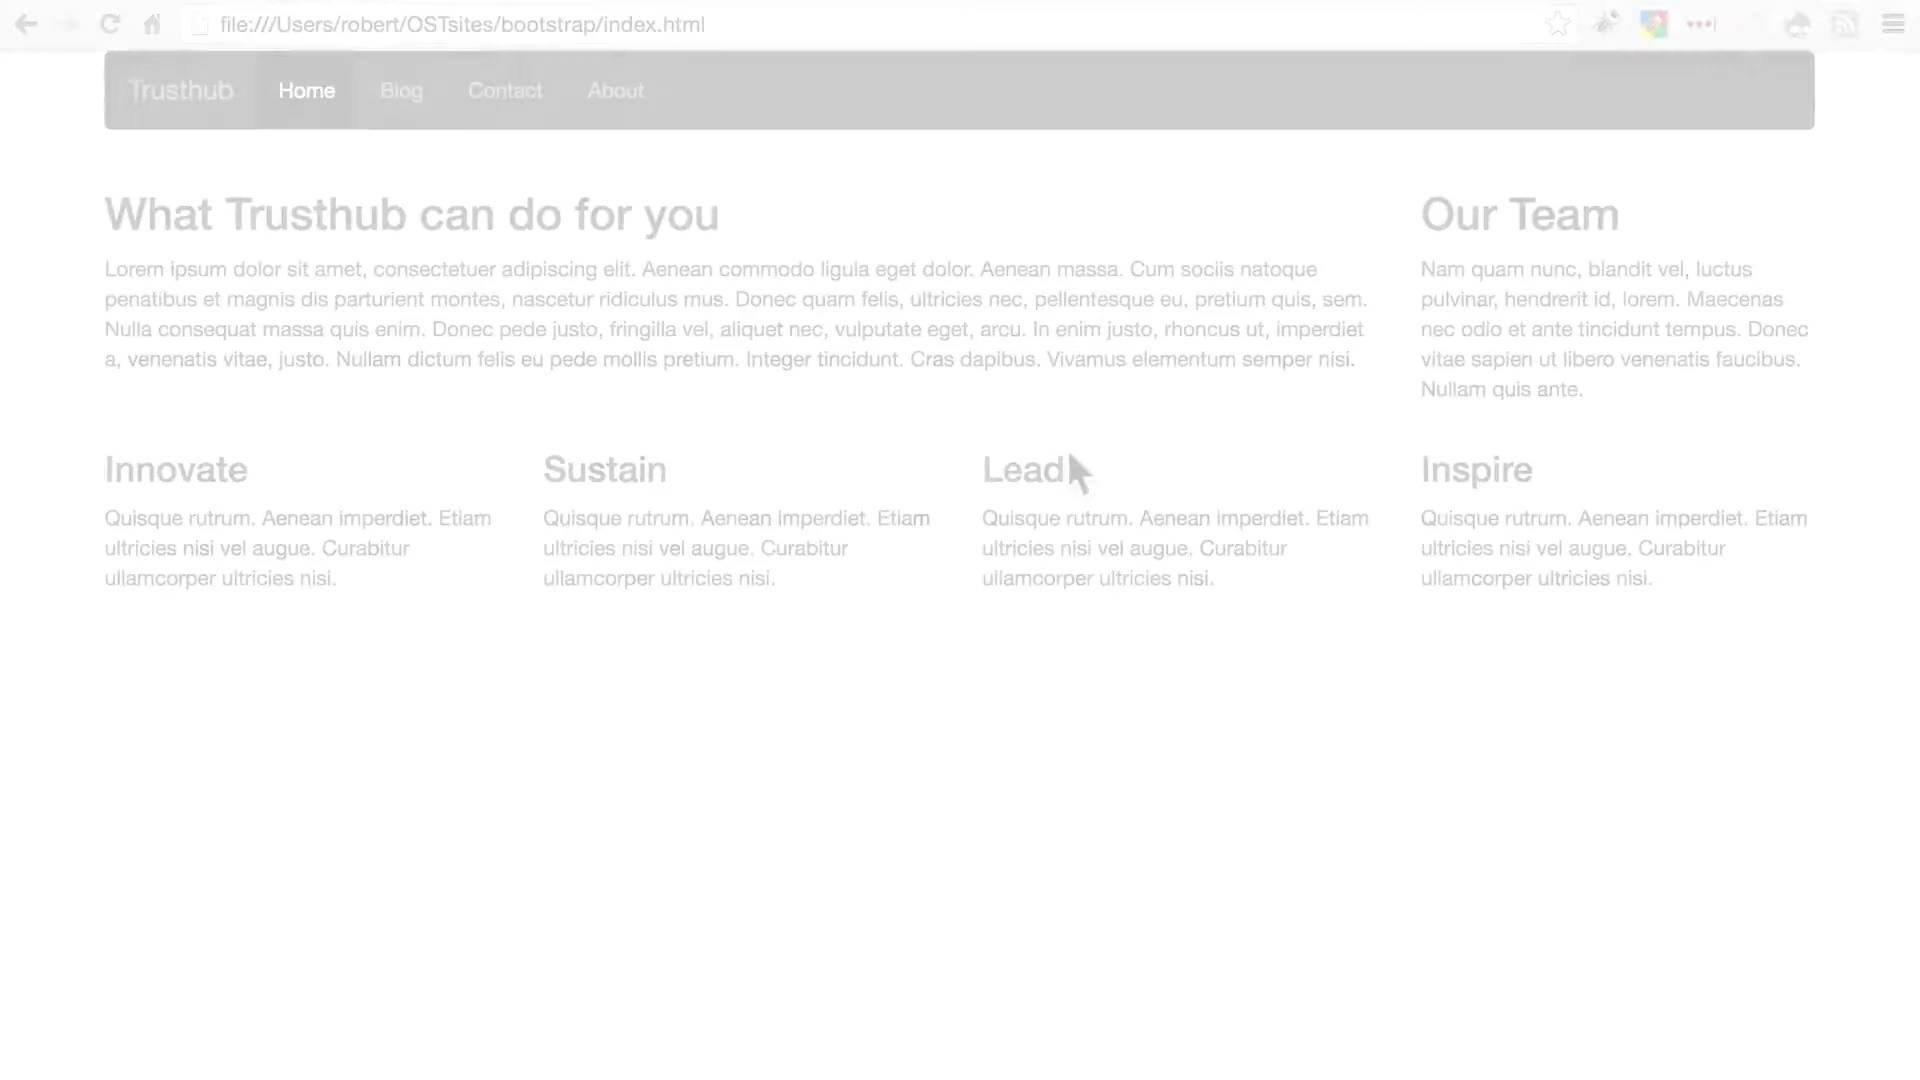 file:///Users/robert/OSTsites/bootstrap/index.html
Trusthub Home Blog Contact About
What Trusthub can do for you
Lorem ipsum dolor sit amet, consectetuer adipiscing elit. Aenean commodo ligula eget dolor. Aenean massa. Cum sociis natoque
penatibus et magnis dis parturient montes, nascetur ridiculus mus. Donec quam felis, ultricies nec, pellentesque eu, pretium quis, sem.
Nulla consequat massa quis enim. Donec pede justo, fringilla vel, aliquet nec, vulputate eget, arcu. In enim justo, rhoncus ut, imperdiet
a, venenatis vitae, justo. Nullam dictum felis eu pede mollis pretium. Integer tincidunt. Cras dapibus. Vivamus elementum semper nisi.
Our Team
Nam quam nunc, blandit vel, luctus
pulvinar, hendrerit id, lorem. Maecenas
nec odio et ante tincidunt tempus. Donec
vitae sapien ut libero venenatis faucibus.
Nullam quis ante.
Innovate
Quisque rutrum. Aenean imperdiet. Etiam
ultricies nisi vel augue. Curabitur
ullamcorper ultricies nisi.
Sustain
Quisque rutrum. Aenean imperdiet. Etiam
ultricies nisi vel augue. Curabitur
ullamcorper ultricies nisi.
Lead
Quisque rutrum. Aenean imperdiet. Etiam
ultricies nisi vel augue. Curabitur
ullamcorper ultricies nisi.
Inspire
Quisque rutrum. Aenean imperdiet. Etiam
ultricies nisi vel augue. Curabitur
ullamcorper ultricies nisi.